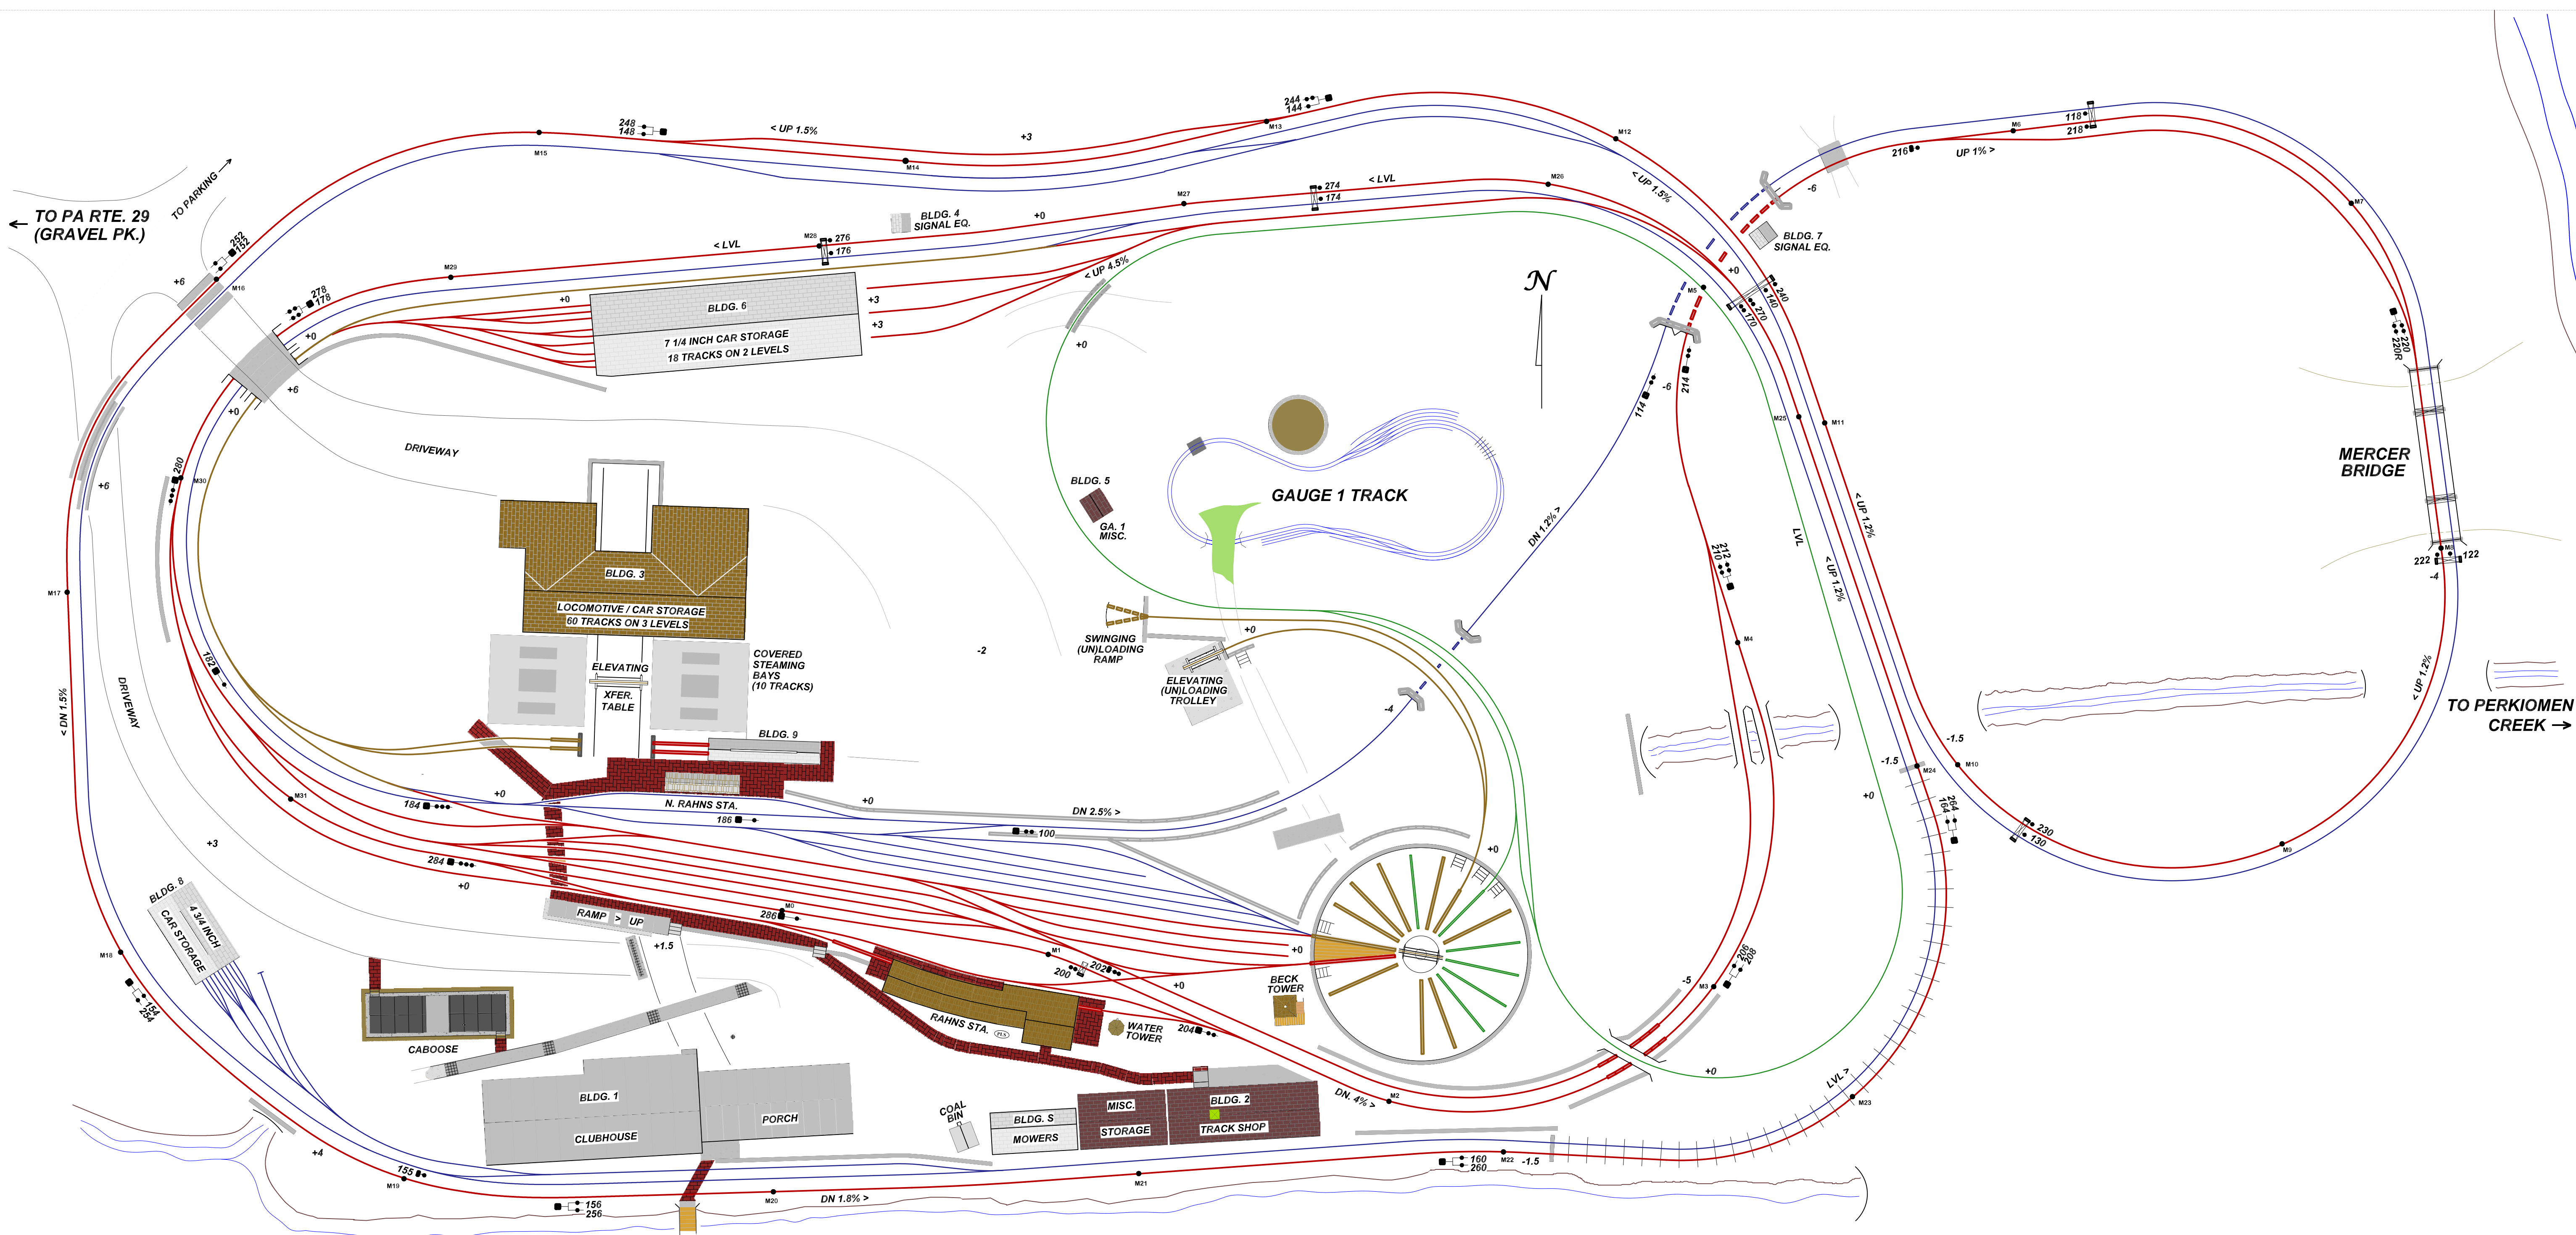 244
144
M13
M12
248
148
< UP 1.5%
+3
M15
M14
118
218
M6
216
UP 1% >
M7
TO PARKING
TO PA RTE. 29
(GRAVEL PK.)
252
152
M16
+6
278
178
+0
M29
< LVL
M28
276
176
BLDG. 4
SIGNAL EQ.
+0
M27
274
174
< LVL
M26
< UP 1.5%
-6
BLDG. 7
SIGNAL EQ.
+0
240
140
270
170
M5
< UP 4.5%
+0
+0
BLDG. 6
7 1/4 INCH CAR STORAGE
18 TRACKS ON 2 LEVELS
+3
+3
N
+6
+0
214
-6
114
220
220R
MERCER
BRIDGE
M25
M11
DRIVEWAY
280
M30
+6
BLDG. 5
GA. 1
MISC.
GAUGE 1 TRACK
DN 1.2% >
LVL
< UP 1.2%
< UP 1.2%
212
210
M8
222
122
-4
M17
BLDG. 3
LOCOMOTIVE / CAR STORAGE
60 TRACKS ON 3 LEVELS
COVERED
STEAMING
BAYS
(10 TRACKS)
ELEVATING
XFER.
TABLE
-2
SWINGING
(UN)LOADING
RAMP
+0
ELEVATING
(UN)LOADING
TROLLEY
-4
M4
182
< DN 1.5%
DRIVEWAY
< UP 1.2%
TO PERKIOMEN
CREEK
BLDG. 9
-1.5
M10
-1.5
M24
264
164
230
130
M9
M31
184
+0
N. RAHNS STA.
186
+0
DN 2.5% >
100
+0
+0
+3
284
+0
BLDG. 8
4 3/4 INCH
CAR STORAGE
RAMP > UP
+1.5
M0
286
M1
200
202
+0
+0
BECK
TOWER
206
208
M3
-5
M18
154
254
CABOOSE
RAHNS STA.
WATER
TOWER
204
+0
LVL >
M23
DN. 4% >
M2
BLDG. 1
CLUBHOUSE
PORCH
COAL
BIN
BLDG. S
MOWERS
MISC.
STORAGE
BLDG. 2
TRACK SHOP
+4
155
M19
156
256
M20
DN 1.8% >
M21
160
260
M22
-1.5